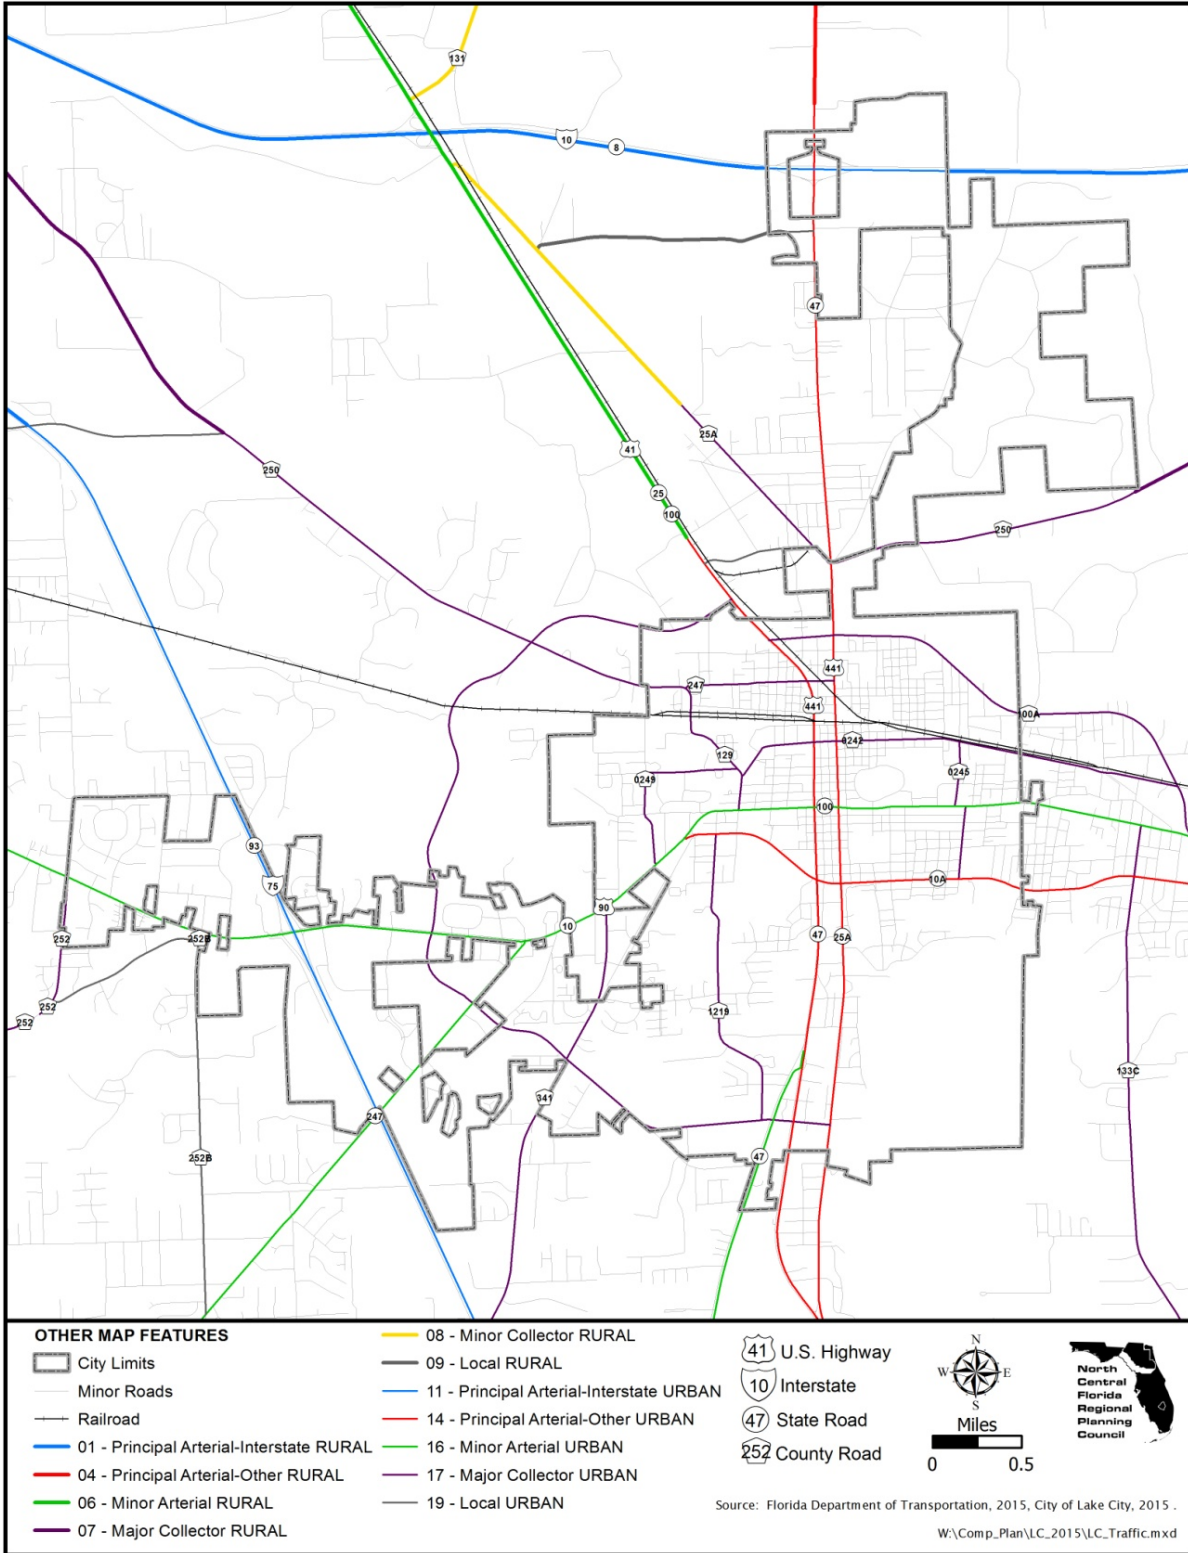 131
10
8
47
25A
41
250
25
100
250
441
247
441
100A
0242
129
0249
0245
100
93
75
10A
90
10
252
252B
47
25A
252
252
1219
341
133C
247
47
252B
OTHER MAP FEATURES
City Limits
Minor Roads
Railroad
01 - Principal Arterial-Interstate RURAL
04 - Principal Arterial-Other RURAL
06 - Minor Arterial RURAL
07 - Major Collector RURAL
08 - Minor Collector RURAL
09 - Local RURAL
11 - Principal Arterial-Interstate URBAN
14 - Principal Arterial-Other URBAN
16 - Minor Arterial URBAN
17 - Major Collector URBAN
19 - Local URBAN
41 U.S. Highway
10 Interstate
47 State Road
252 County Road
N
W E
S
Miles
0 0.5
North
Central
Florida
Regional
Planning
Council
Source: Florida Department of Transportation, 2015, City of Lake City, 2015 .
W:\Comp_Plan\LC_2015\LC_Traffic.mxd